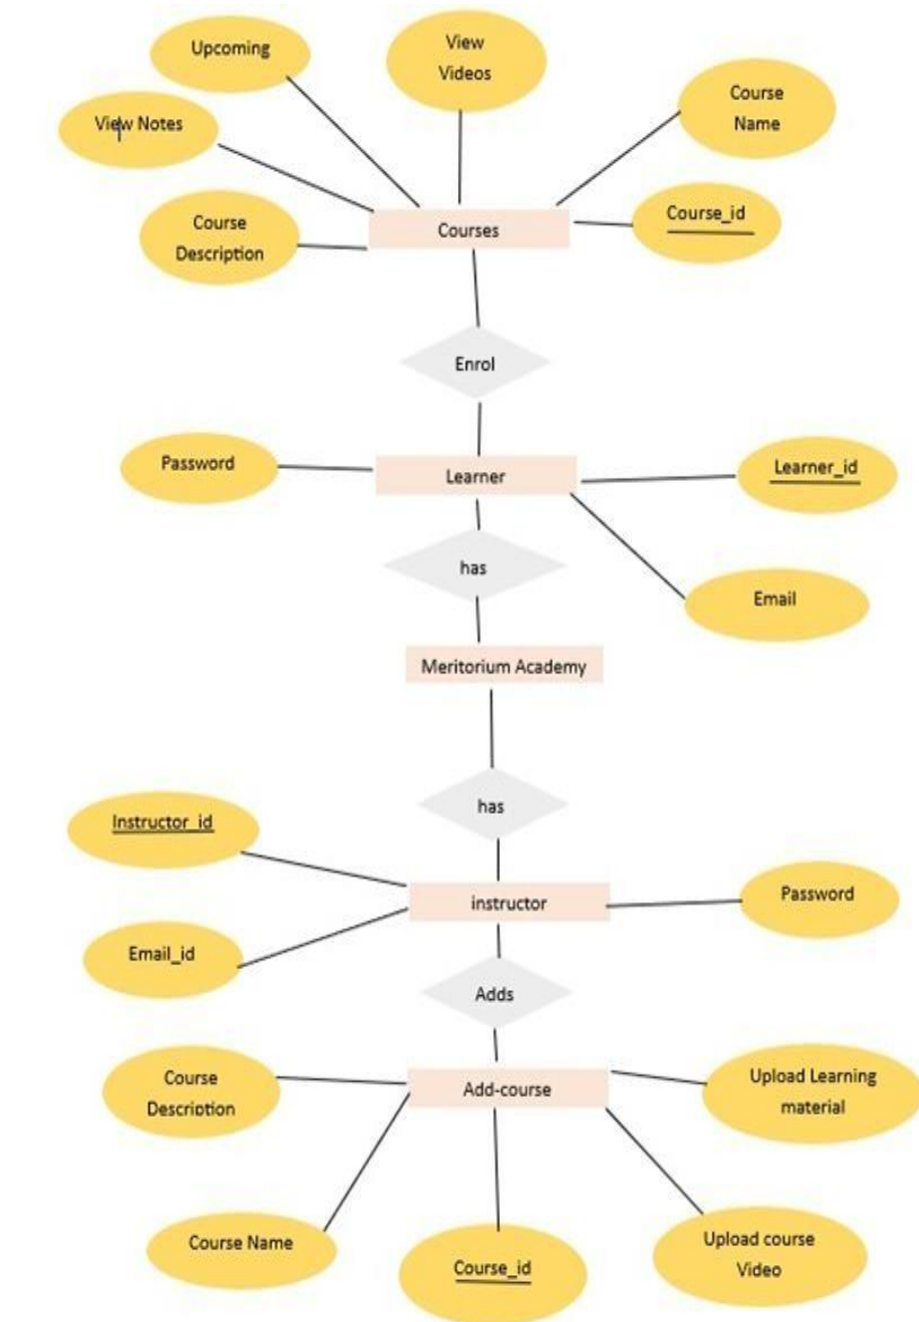 Upcoming
View
Videos
View Notes
Course
Name
Course
Description
Course_id
Courses
Enrol
Password
Learner
Learner_id
has
Email
Meritorium Academy
has
Instructor_id
instructor
Password
Email_id
Adds
Course
Description
Add-course
Upload Learning
material
Course Name
Course_id
Upload course
Video